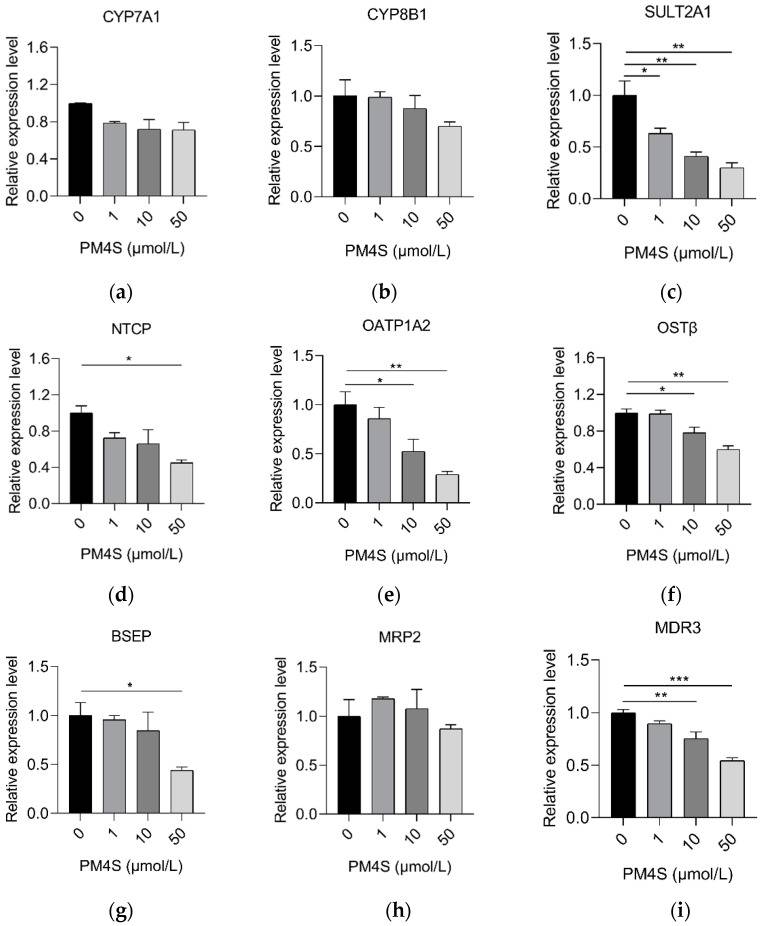 CYP7A1
Relative expression level
1.6
1.2
0.8
0.4
0.0
0
1
10
50
PM4S (μmol/L)
(a)
CYP8B1
Relative expression level
1.5
1.0
0.5
0.0
0
1
10
50
PM4S (μmol/L)
(b)
SULT2A1
Relative expression level
1.5
1.0
0.5
0.0
**
**
*
0
1
10
50
PM4S (μmol/L)
(c)
NTCP
Relative expression level
1.6
1.2
0.8
0.4
0.0
*
0
1
10
50
PM4S (μmol/L)
(d)
OATP1A2
Relative expression level
1.5
1.0
0.5
0.0
**
*
0
1
10
50
PM4S (μmol/L)
(e)
OSTβ
Relative expression level
1.6
1.2
0.8
0.4
0.0
**
*
0
1
10
50
PM4S (μmol/L)
(f)
BSEP
Relative expression level
1.5
1.0
0.5
0.0
*
0
1
10
50
PM4S (μmol/L)
(g)
MRP2
Relative expression level
1.5
1.0
0.5
0.0
0
1
10
50
PM4S (μmol/L)
(h)
MDR3
Relative expression level
1.5
1.0
0.5
0.0
***
**
0
1
10
50
PM4S (μmol/L)
(i)